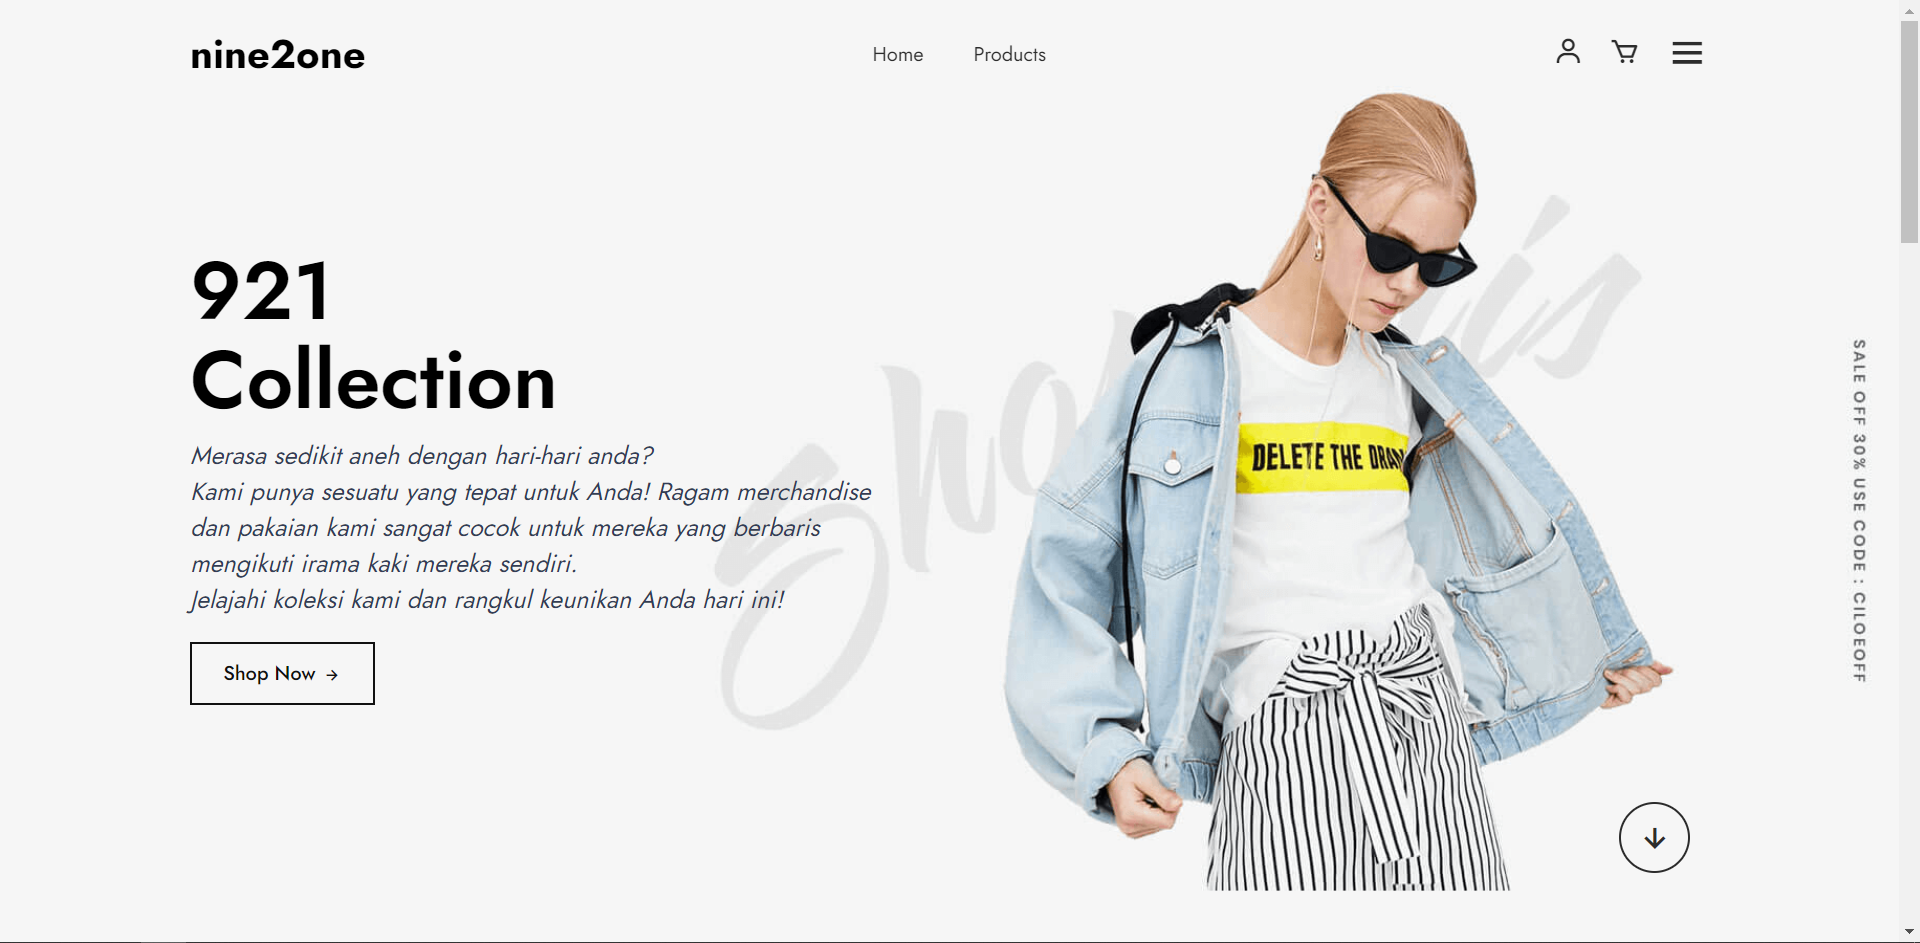 nine2one
Home
Products
921
Collection
Merasa sedikit aneh dengan hari-hari anda?
Kami punya sesuatu yang tepat untuk Anda! Ragam merchandise
dan pakaian kami sangat cocok untuk mereka yang berbaris
mengikuti irama kaki mereka sendiri.
Jelajahi koleksi kami dan rangkul keunikan Anda hari ini!
Shop Now →
DELETE THE
SALE OFF 30% USE CODE : CILOEOFF